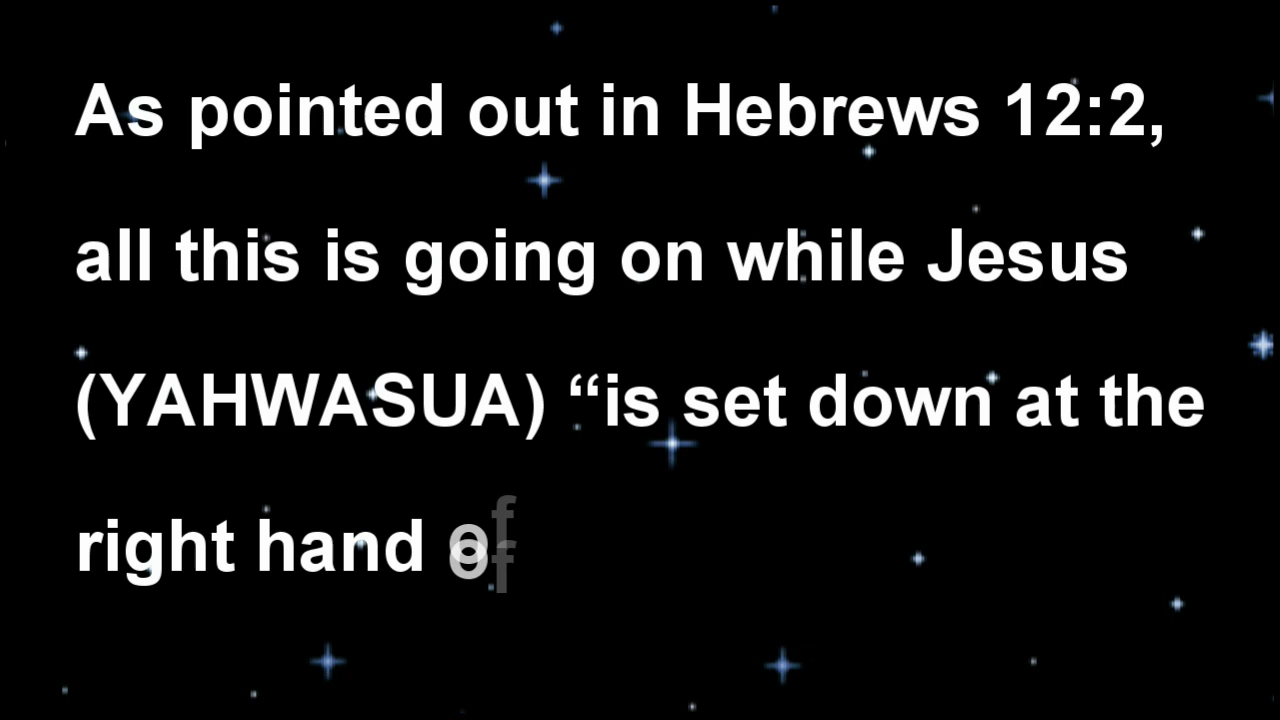 As pointed out in Hebrews 12:2,
all this is going on while Jesus
(YAHWASUA) “is set down at the
right hand of